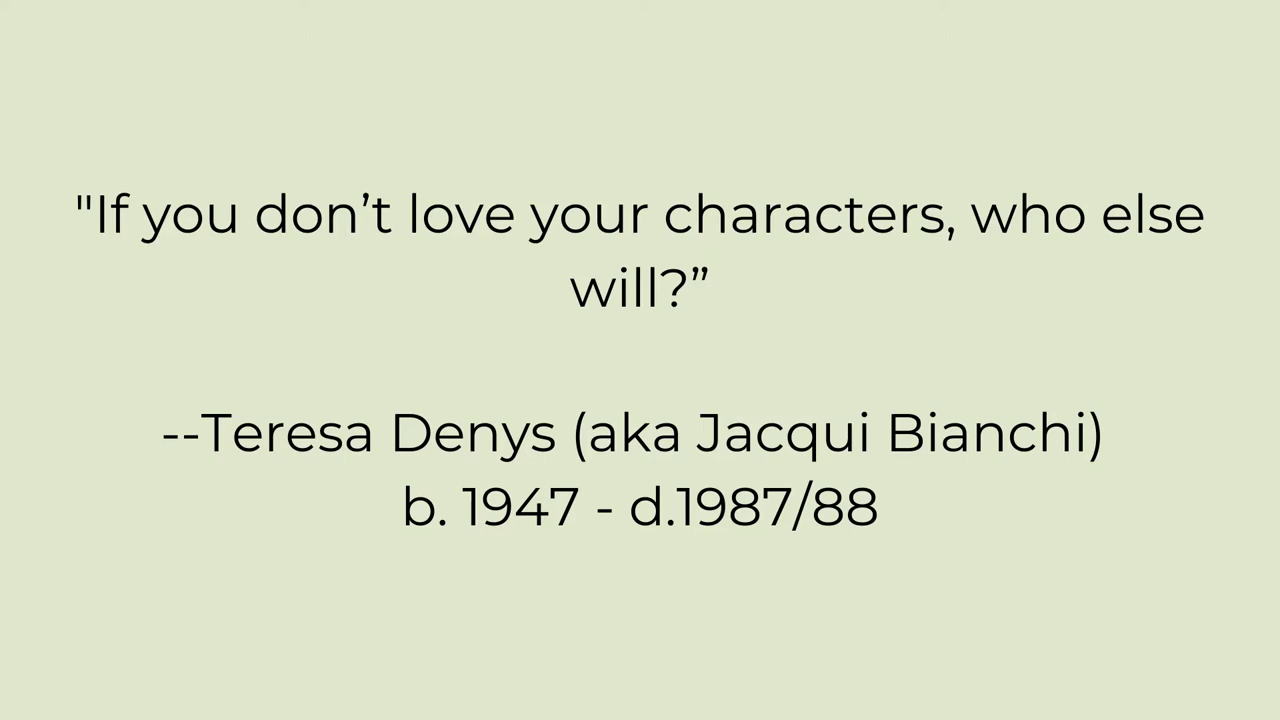 "If you don’t love your characters, who else
will?”
--Teresa Denys (aka Jacqui Bianchi)
b. 1947 - d.1987/88